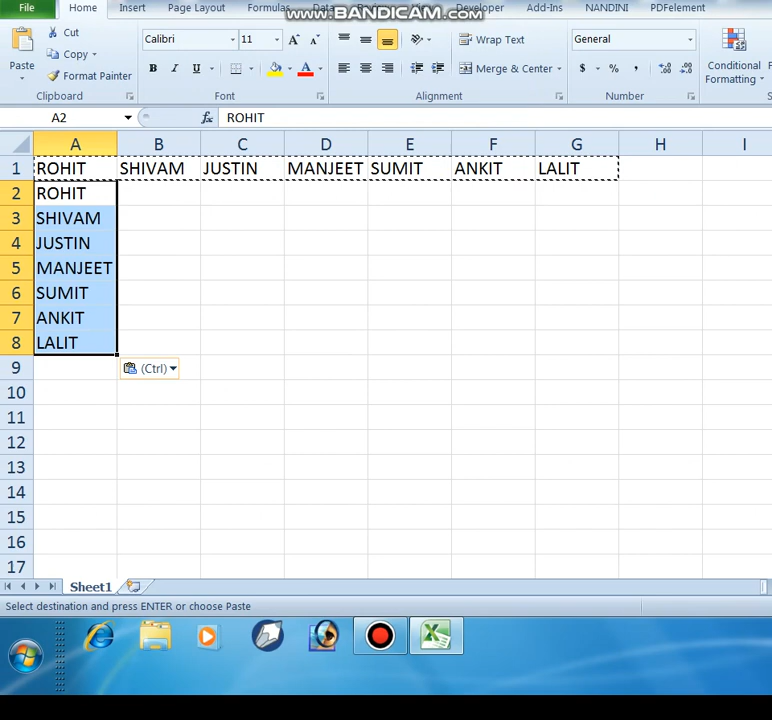 File Home Insert Page Layout Formulas Data Developer Add-Ins NANDINI PDFelement
www.BANDICAM.com
Paste
Cut
Copy
Format Painter
Clipboard
Calibri 11
B I U A
Font
Wrap Text
Merge & Center
Alignment
General
$ % ,
Number
Conditional
Formatting
A2 fx ROHIT
A B C D E F G H I
1 ROHIT SHIVAM JUSTIN MANJEET SUMIT ANKIT LALIT
2 ROHIT
3 SHIVAM
4 JUSTIN
5 MANJEET
6 SUMIT
7 ANKIT
8 LALIT
9 (Ctrl)
10
11
12
13
14
15
16
17
Sheet1
Select destination and press ENTER or choose Paste